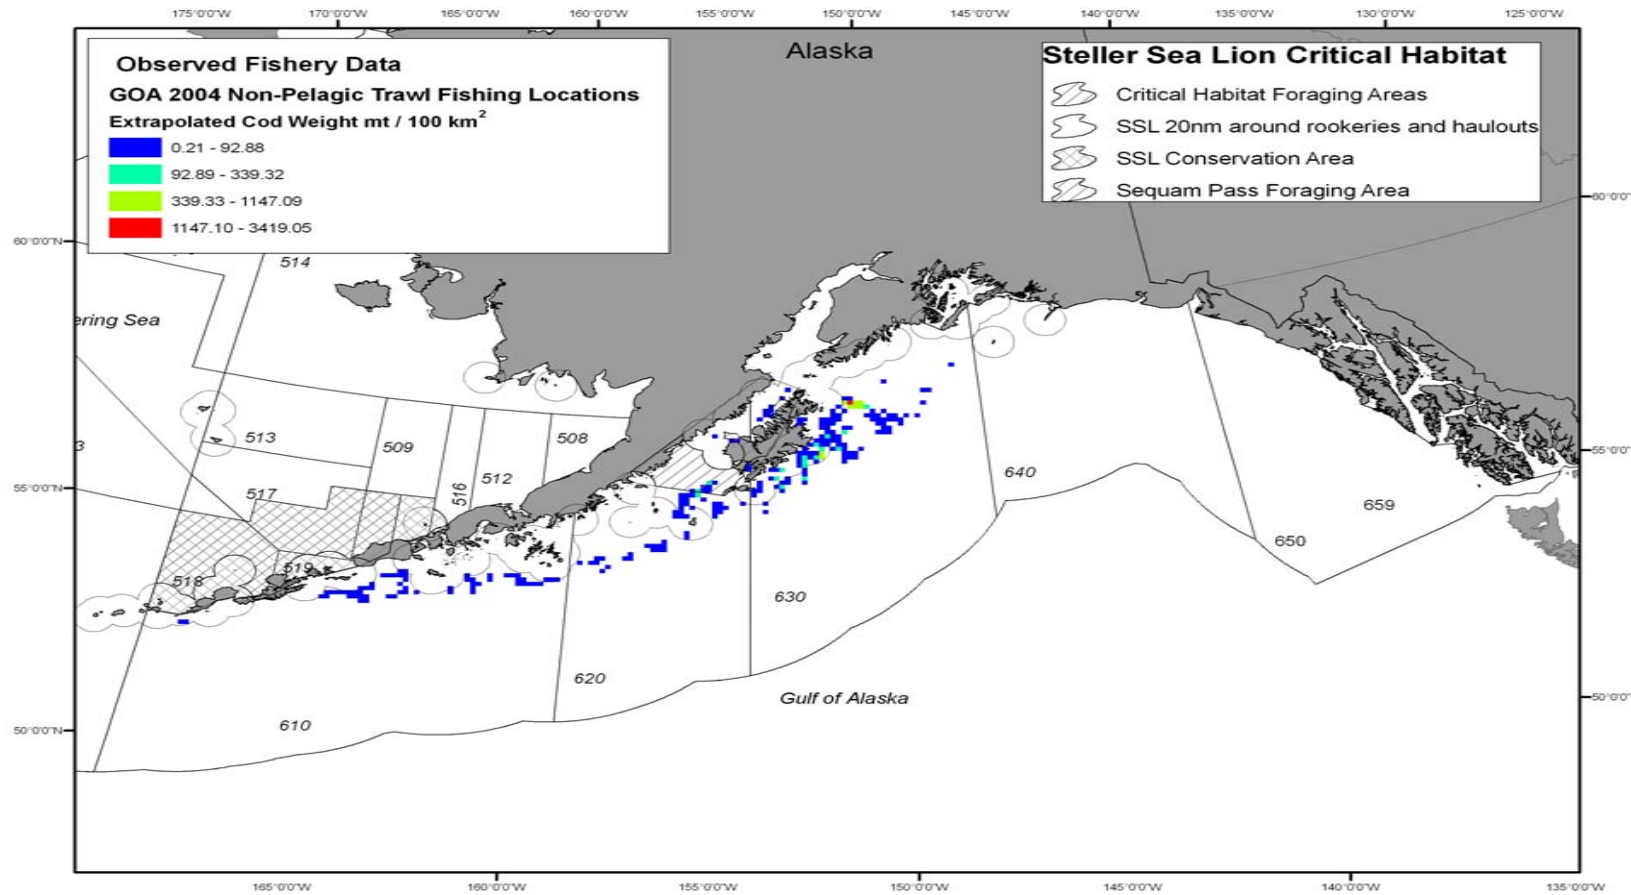 175°0'0"W 170°0'0"W 165°0'0"W 160°0'0"W 155°0'0"W 150°0'0"W 145°0'0"W 140°0'0"W 135°0'0"W 130°0'0"W 125°0'0"W
Alaska
Observed Fishery Data
GOA 2004 Non-Pelagic Trawl Fishing Locations
Extrapolated Cod Weight mt / 100 km2
0.21 - 92.88
92.89 - 339.32
339.33 - 1147.09
1147.10 - 3419.05
Steller Sea Lion Critical Habitat
Critical Habitat Foraging Areas
SSL 20nm around rookeries and haulouts
SSL Conservation Area
Sequam Pass Foraging Area
60°0'0"N
514
ering Sea
513
509
508
517
516
512
55°0'0"N
518
519
640
659
650
630
620
610
Gulf of Alaska
50°0'0"N
60°0'0"
55°0'0"
50°0'0"
165°0'0"W 160°0'0"W 155°0'0"W 150°0'0"W 145°0'0"W 140°0'0"W 135°0'0"W